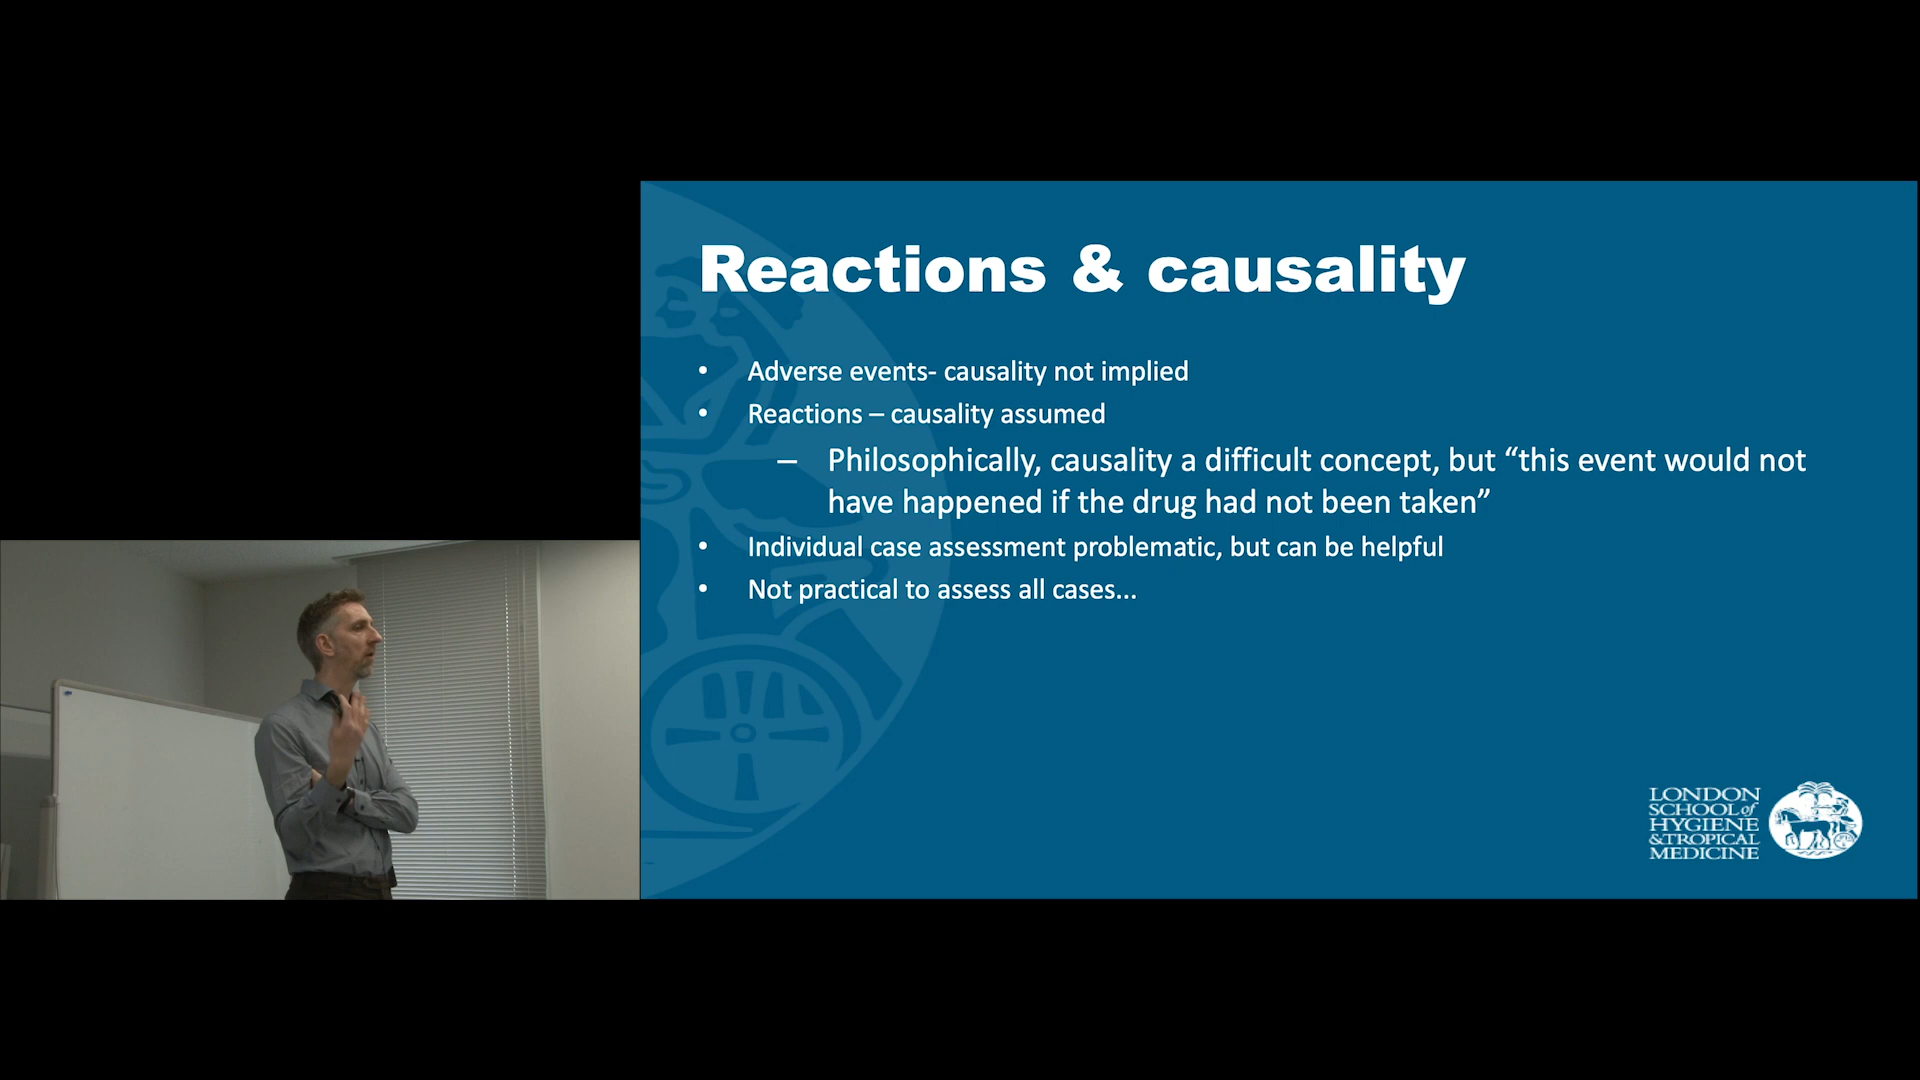 Reactions & causality
• Adverse events- causality not implied
• Reactions – causality assumed
– Philosophically, causality a difficult concept, but “this event would not
have happened if the drug had not been taken”
• Individual case assessment problematic, but can be helpful
• Not practical to assess all cases...
LONDON
SCHOOL of
HYGIENE
&TROPICAL
MEDICINE